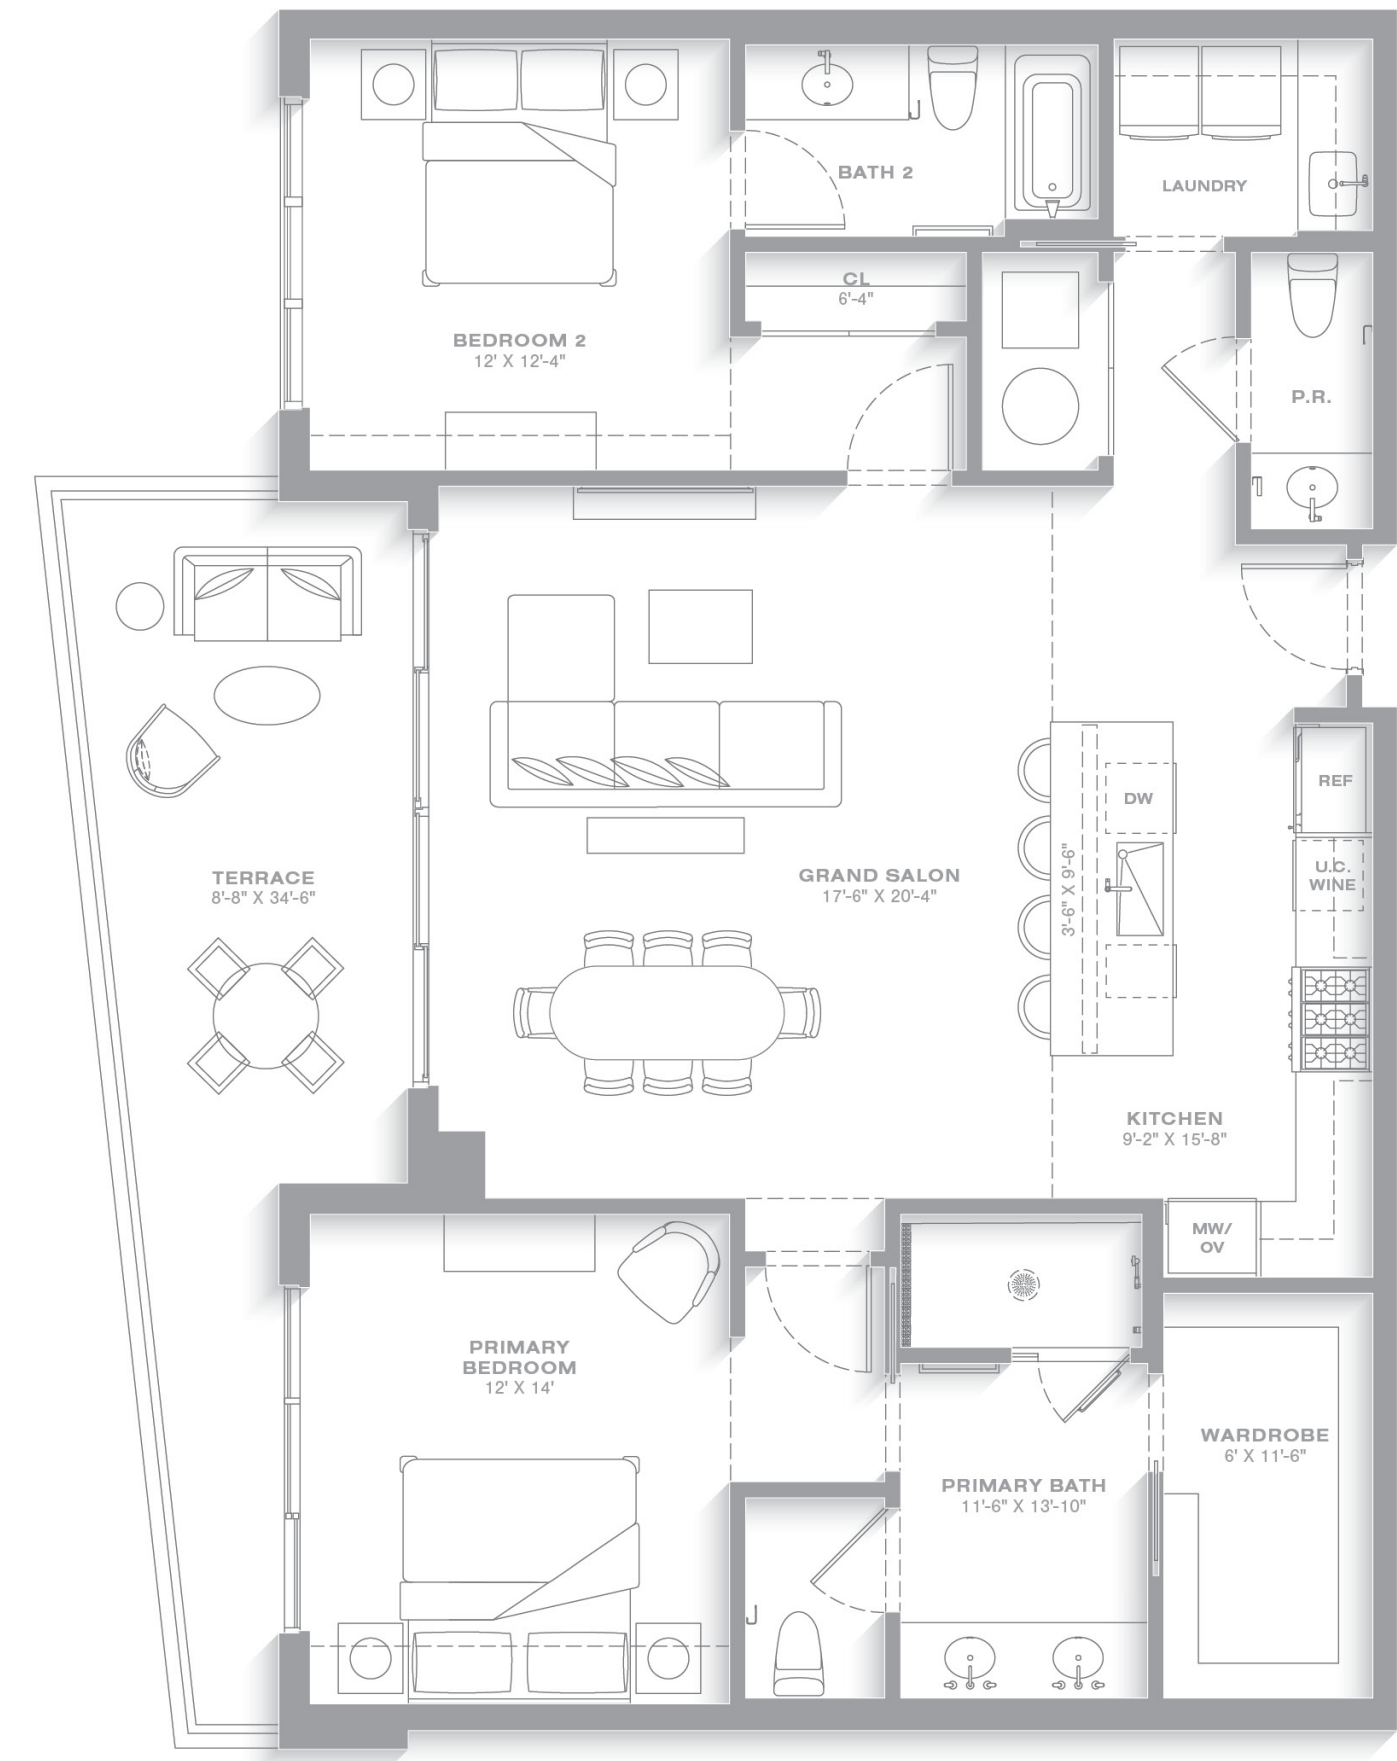 BATH 2
LAUNDRY
CL
6'-4"
BEDROOM 2
12' X 12'-4"
P.R.
REF
DW
U.C.
WINE
3'-6" X 9'-6"
TERRACE
8'-8" X 34'-6"
GRAND SALON
17'-6" X 20'-4"
KITCHEN
9'-2" X 15'-8"
MW/
OV
PRIMARY
BEDROOM
12' X 14'
WARDROBE
6' X 11'-6"
PRIMARY BATH
11'-6" X 13'-10"